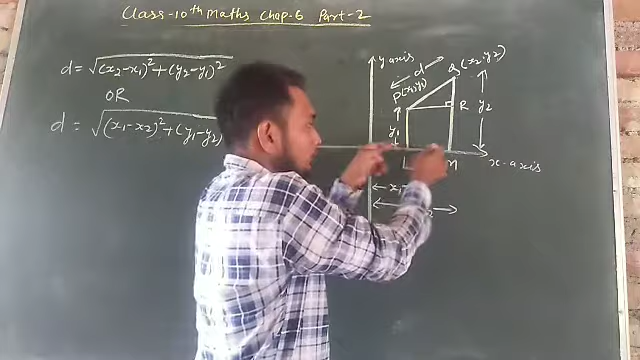 Class-10th Maths Chap-6 Part-2
d = √(x2-x1)²+(y2-y1)²
OR
d = √(x1-x2)²+(y1-y2)
y axis
d
Q(x2,y2)
P(x1,y1)
R
y2
y1
L
M
x-axis
x1
2